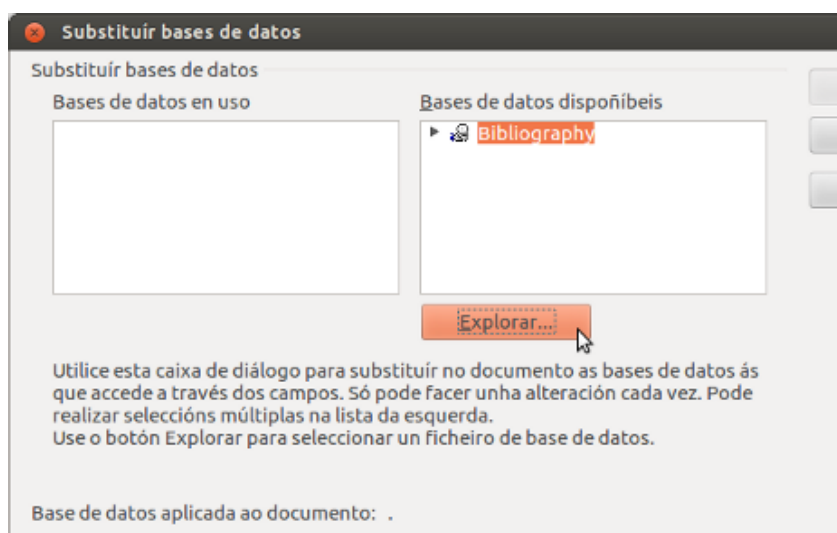 Substituír bases de datos
Substituír bases de datos
Bases de datos en uso
Bases de datos dispoñíbeis
Bibliography
Explorar...
Utilice esta caixa de diálogo para substituír no documento as bases de datos ás
que accede a través dos campos. Só pode facer unha alteración cada vez. Pode
realizar seleccións múltiplas na lista da esquerda.
Use o botón Explorar para seleccionar un ficheiro de base de datos.
Base de datos aplicada ao documento: .